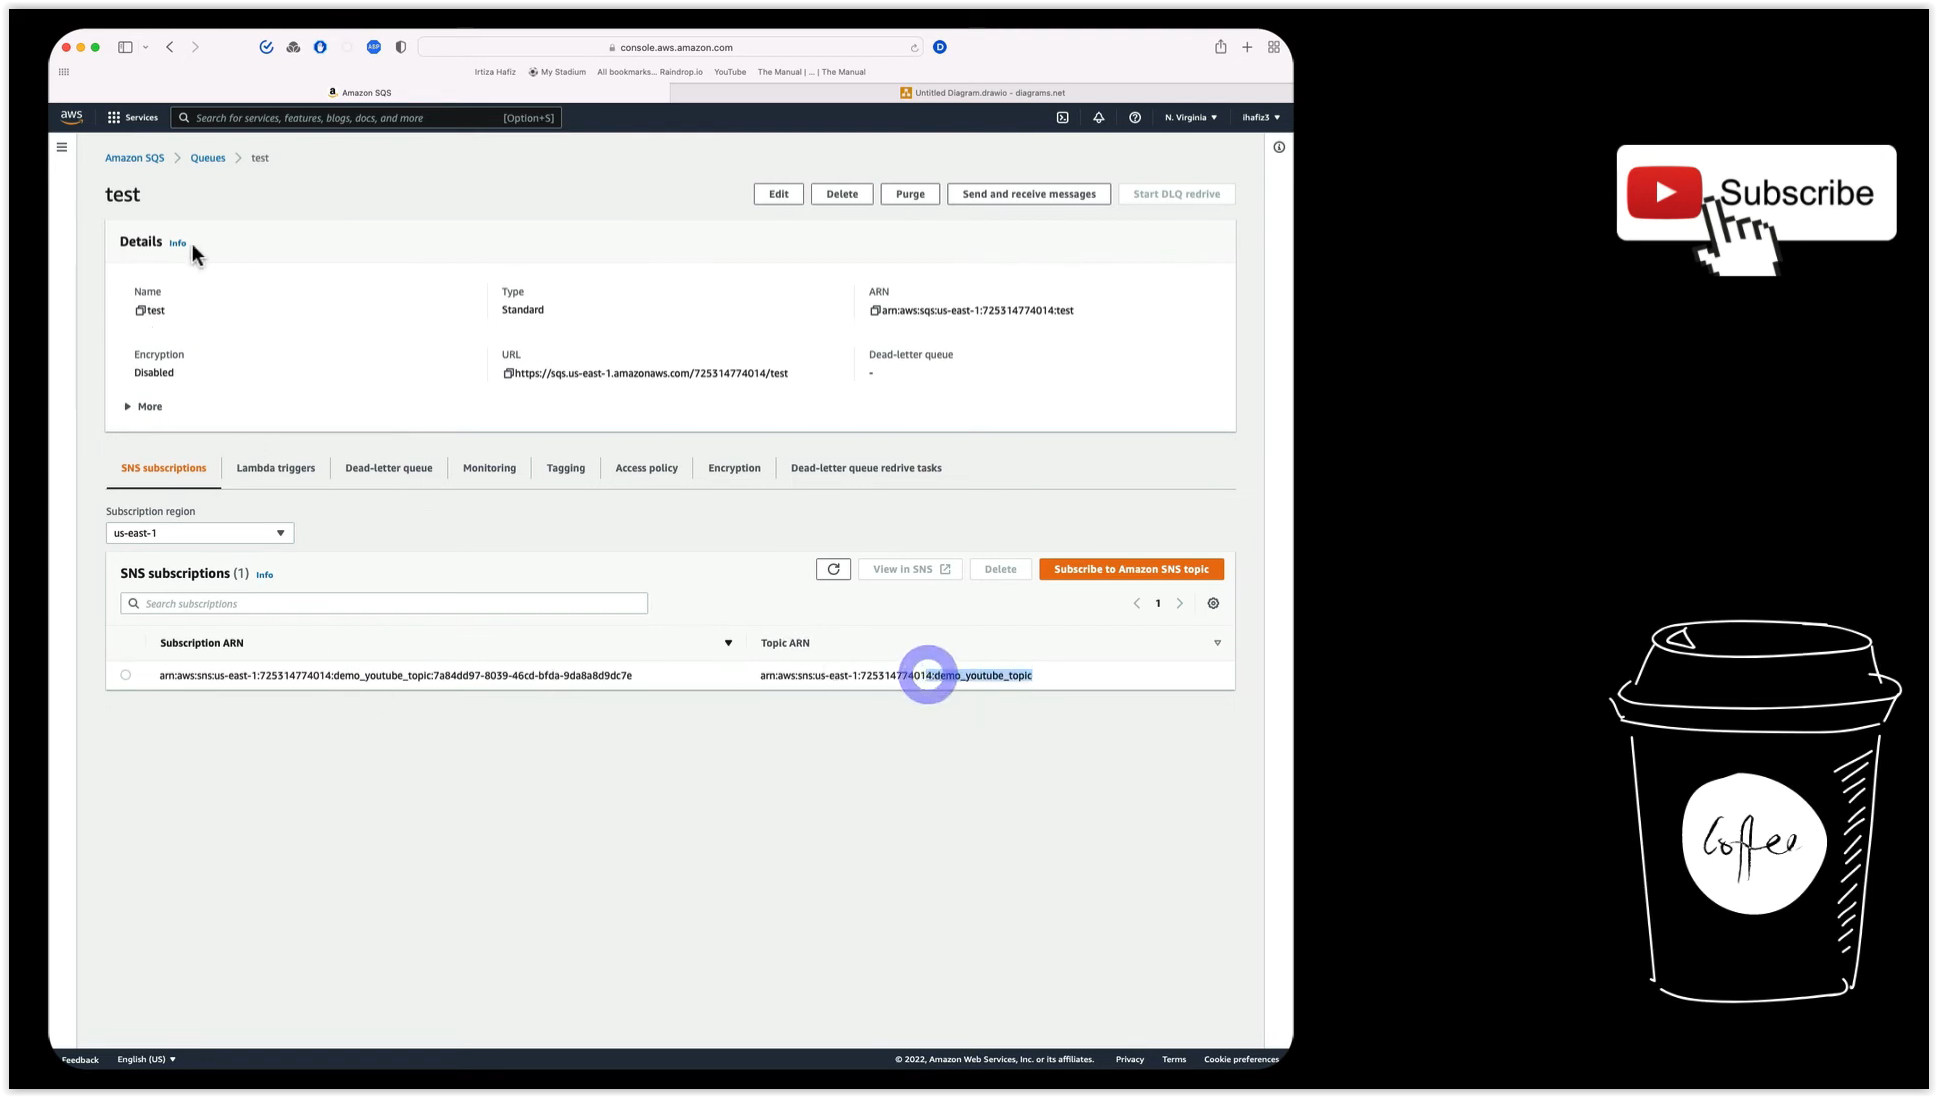 console.aws.amazon.com
ABP
D
Irtiza Hafiz
My Stadium
All bookmarks... Raindrop.io
YouTube
The Manual | ... | The Manual
Amazon SQS
Untitled Diagram.drawio - diagrams.net
aws
Services
Search for services, features, blogs, docs, and more
[Option+S]
N. Virginia
ihafiz3
Amazon SQS
Queues
test
test
Edit
Delete
Purge
Send and receive messages
Start DLQ redrive
Details Info
Name
test
Type
Standard
ARN
arn:aws:sqs:us-east-1:725314774014:test
Encryption
Disabled
URL
https://sqs.us-east-1.amazonaws.com/725314774014/test
Dead-letter queue
-
More
SNS subscriptions
Lambda triggers
Dead-letter queue
Monitoring
Tagging
Access policy
Encryption
Dead-letter queue redrive tasks
Subscription region
us-east-1
SNS subscriptions (1) Info
View in SNS
Delete
Subscribe to Amazon SNS topic
Search subscriptions
1
Subscription ARN
Topic ARN
arn:aws:sns:us-east-1:725314774014:demo_youtube_topic:7a84dd97-8039-46cd-bfda-9da8a8d9dc7e
arn:aws:sns:us-east-1:725314774014:demo_youtube_topic
Feedback
English (US)
© 2022, Amazon Web Services, Inc. or its affiliates.
Privacy
Terms
Cookie preferences
Subscribe
Coffee